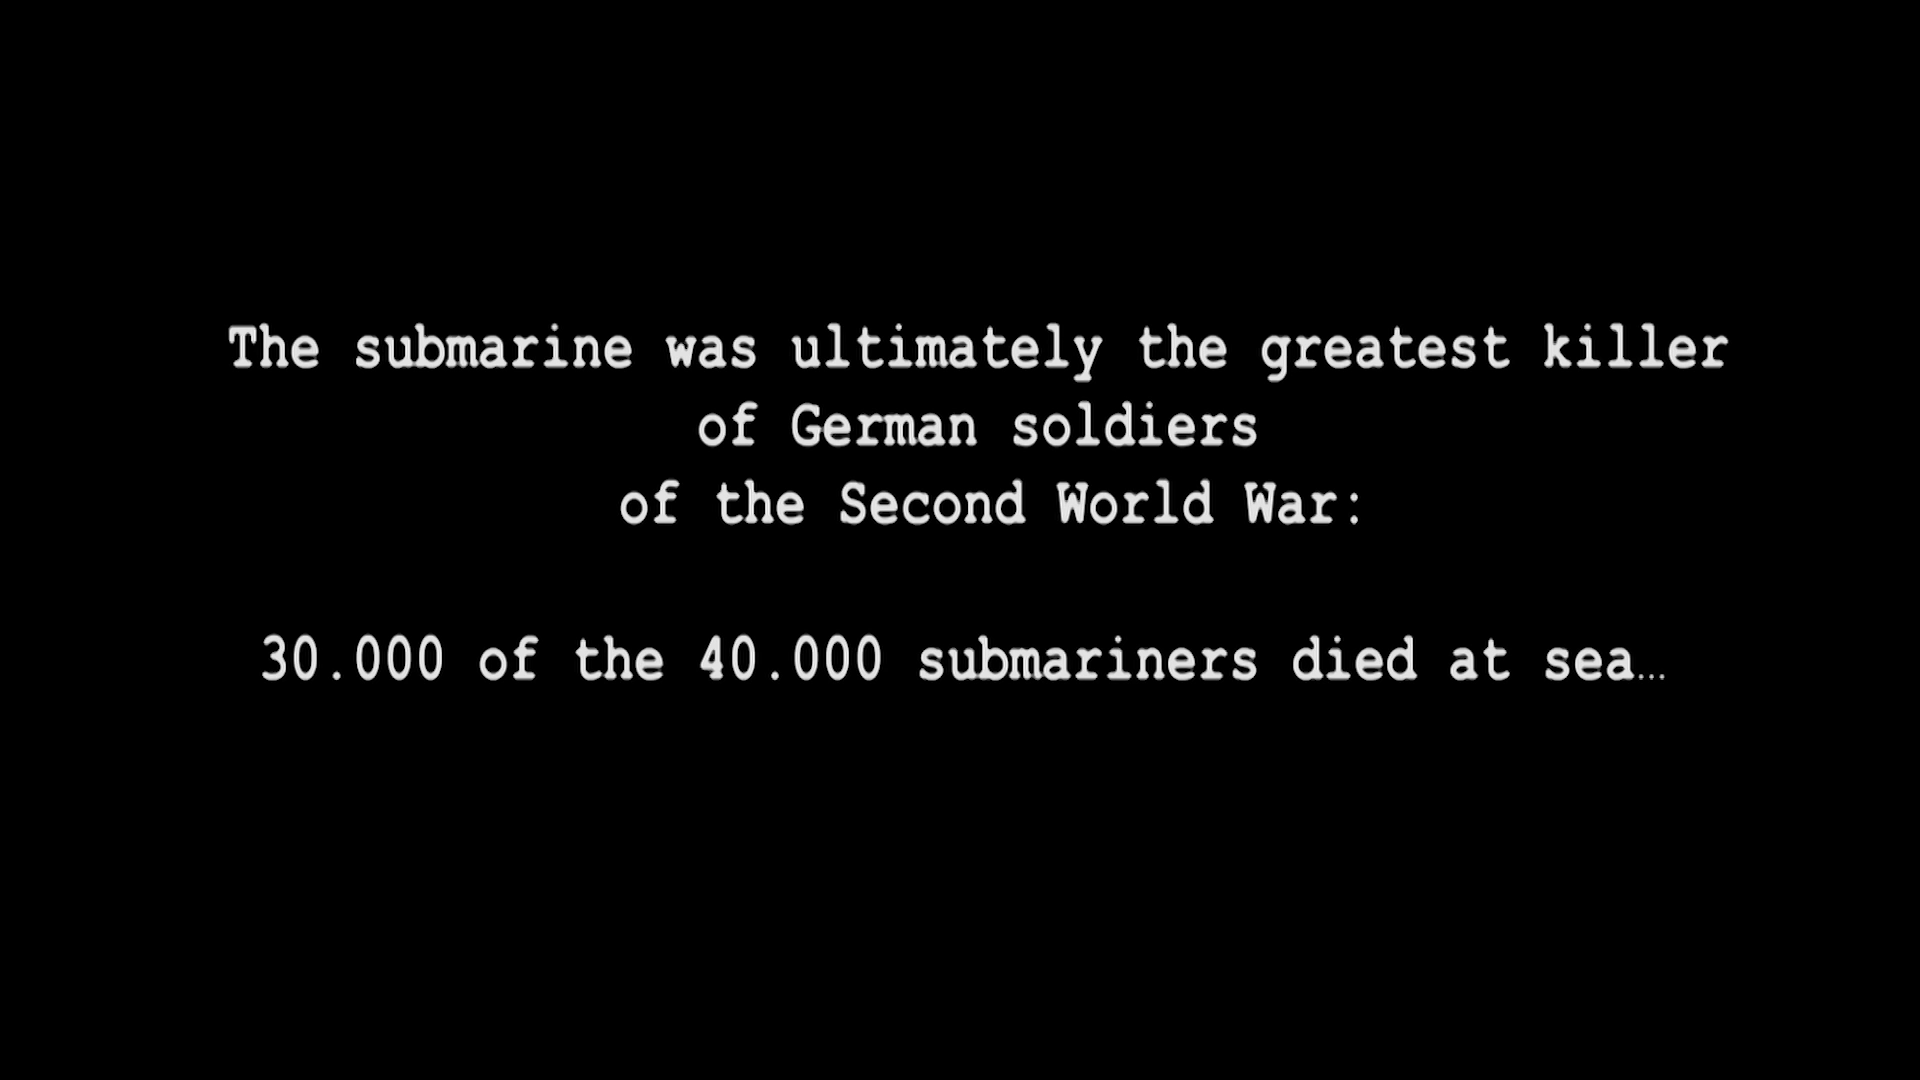 The submarine was ultimately the greatest killer
of German soldiers
of the Second World War:
30.000 of the 40.000 submariners died at sea…